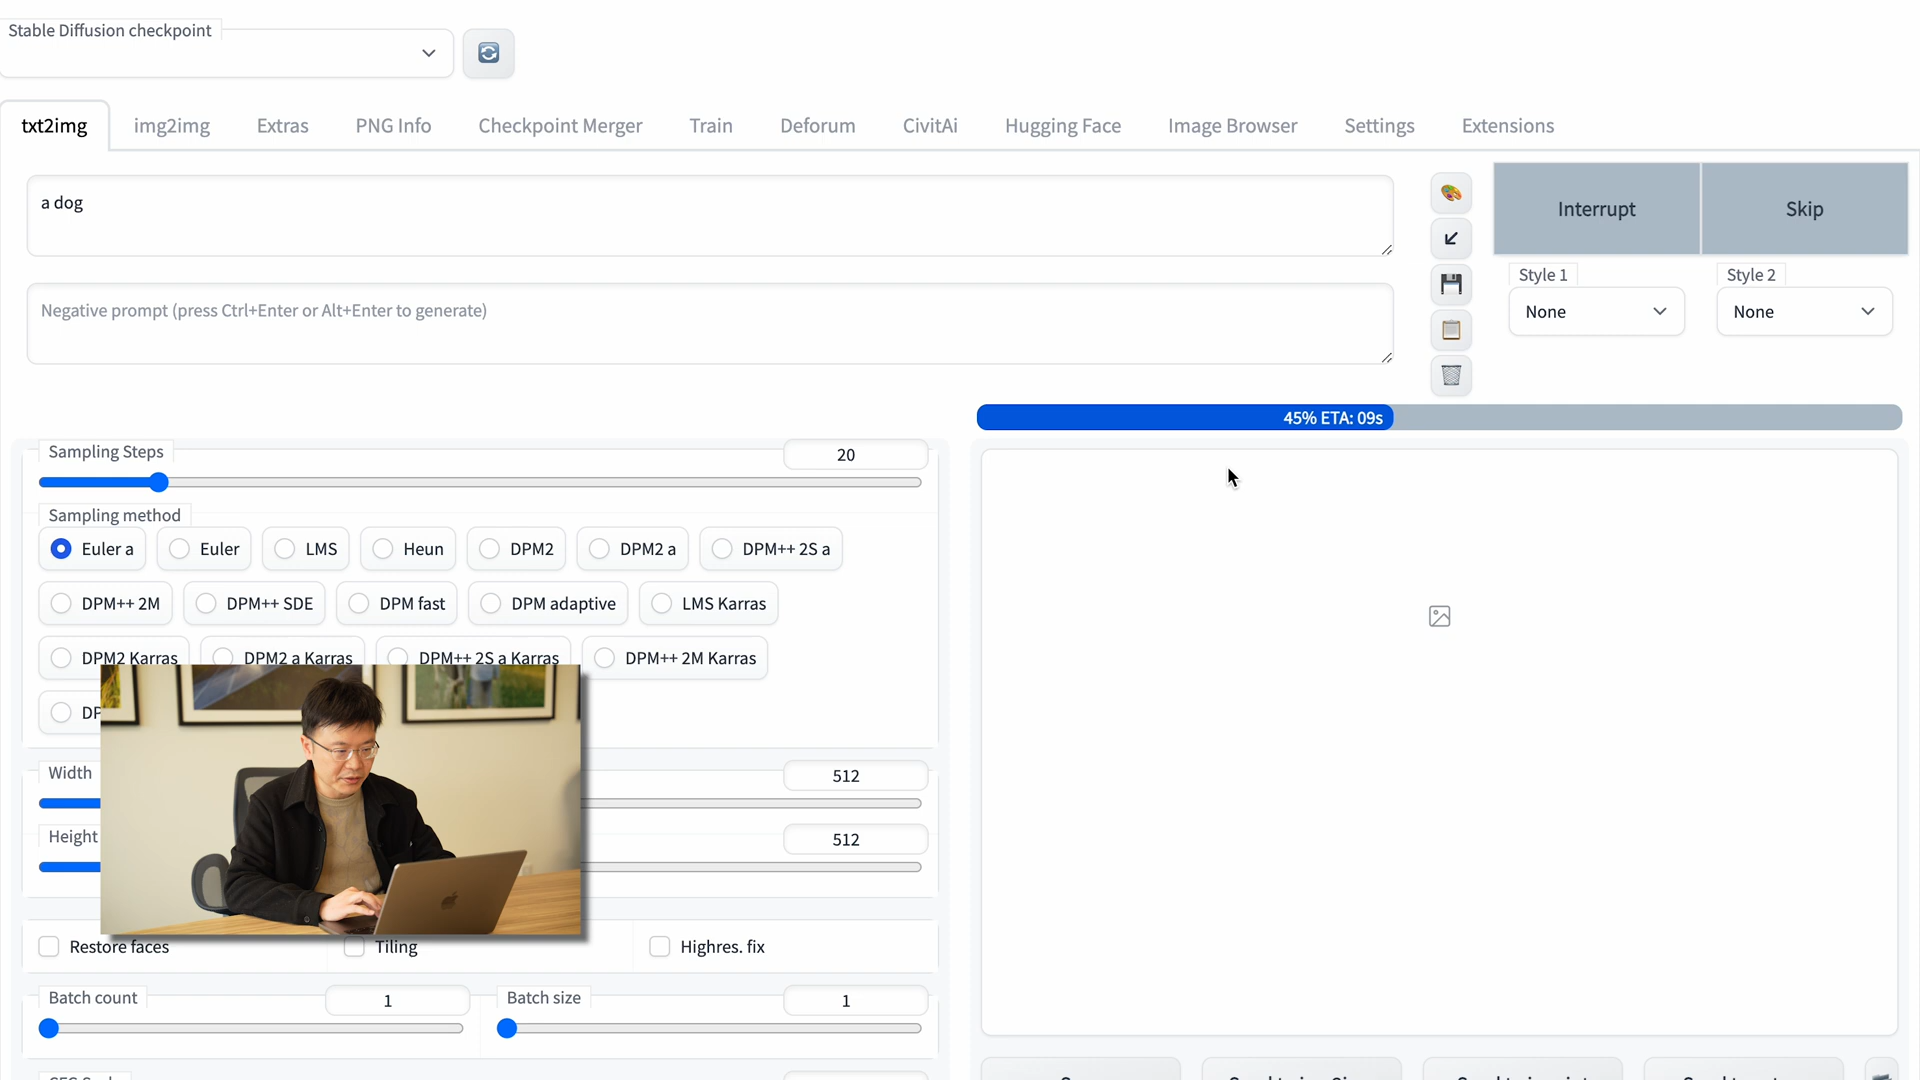 Stable Diffusion checkpoint
txt2img img2img Extras PNG Info Checkpoint Merger Train Deforum CivitAi Hugging Face Image Browser Settings Extensions
a dog
Interrupt Skip
Negative prompt (press Ctrl+Enter or Alt+Enter to generate)
Style 1 Style 2
None None
45% ETA: 09s
Sampling Steps 20
Sampling method
Euler a Euler LMS Heun DPM2 DPM2 a DPM++ 2S a
DPM++ 2M DPM++ SDE DPM fast DPM adaptive LMS Karras
DPM2 Karras DPM2 a Karras DPM++ 2S a Karras DPM++ 2M Karras
Width 512
Height 512
Restore faces Tiling Highres. fix
Batch count 1 Batch size 1